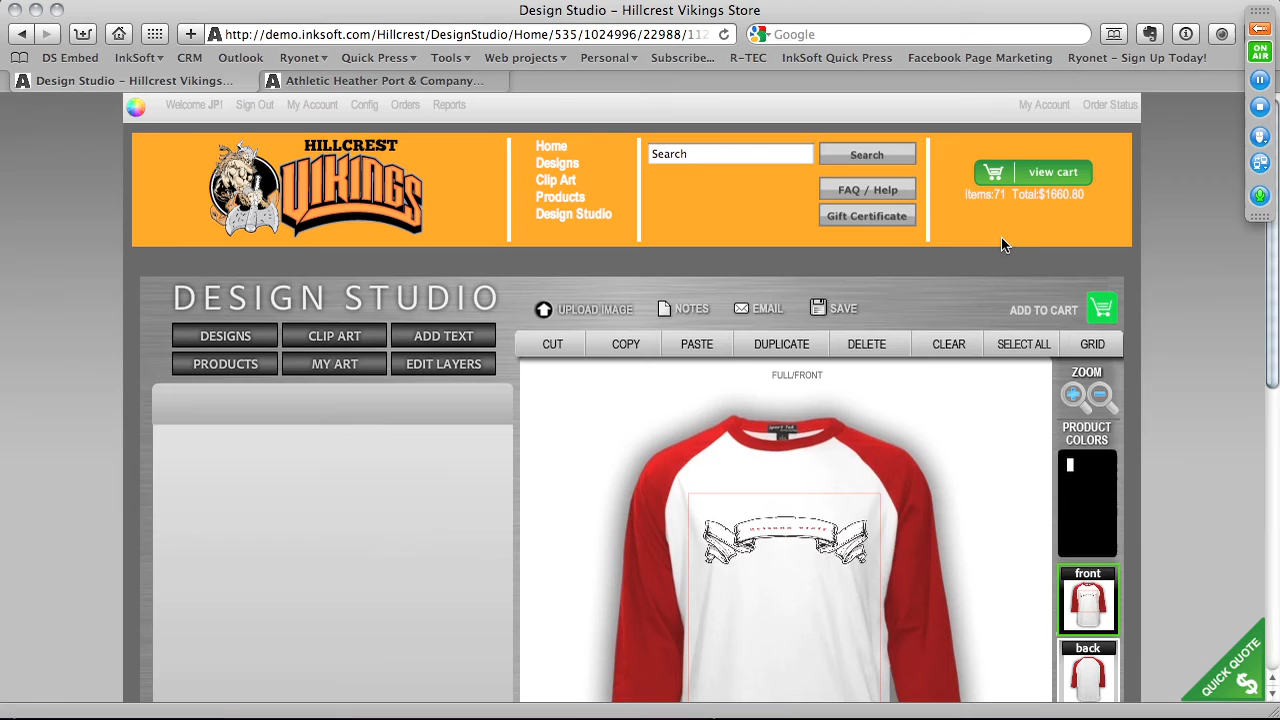 Design Studio – Hillcrest Vikings Store
http://demo.inksoft.com/Hillcrest/DesignStudio/Home/535/1024996/22988/112
Google
DS Embed InkSoft CRM Outlook Ryonet Quick Press Tools Web projects Personal Subscribe... R-TEC InkSoft Quick Press Facebook Page Marketing Ryonet – Sign Up Today!
Design Studio – Hillcrest Vikings... Athletic Heather Port & Company...
ON
AIR
Welcome JP! Sign Out My Account Config Orders Reports My Account Order Status
HILLCREST
VIKINGS
Home
Designs
Clip Art
Products
Design Studio
Search Search
FAQ / Help
Gift Certificate
view cart
Items:71 Total:$1660.80
DESIGN STUDIO
UPLOAD IMAGE NOTES EMAIL SAVE ADD TO CART
DESIGNS CLIP ART ADD TEXT
PRODUCTS MY ART EDIT LAYERS
CUT COPY PASTE DUPLICATE DELETE CLEAR SELECT ALL GRID
FULL/FRONT
ZOOM
PRODUCT
COLORS
front
back
QUICK QUOTE
$